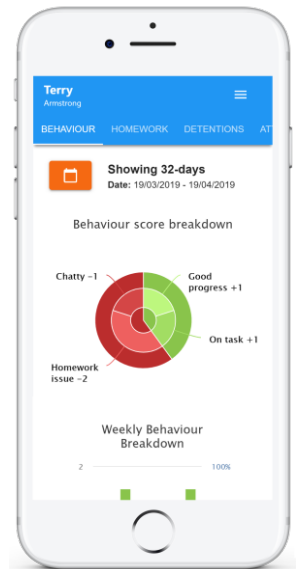 Terry
Armstrong
BEHAVIOUR HOMEWORK DETENTIONS AT
Showing 32-days
Date: 19/03/2019 - 19/04/2019
Behaviour score breakdown
Chatty −1
Good
progress +1
On task +1
Homework
issue −2
Weekly Behaviour
Breakdown
2 100%